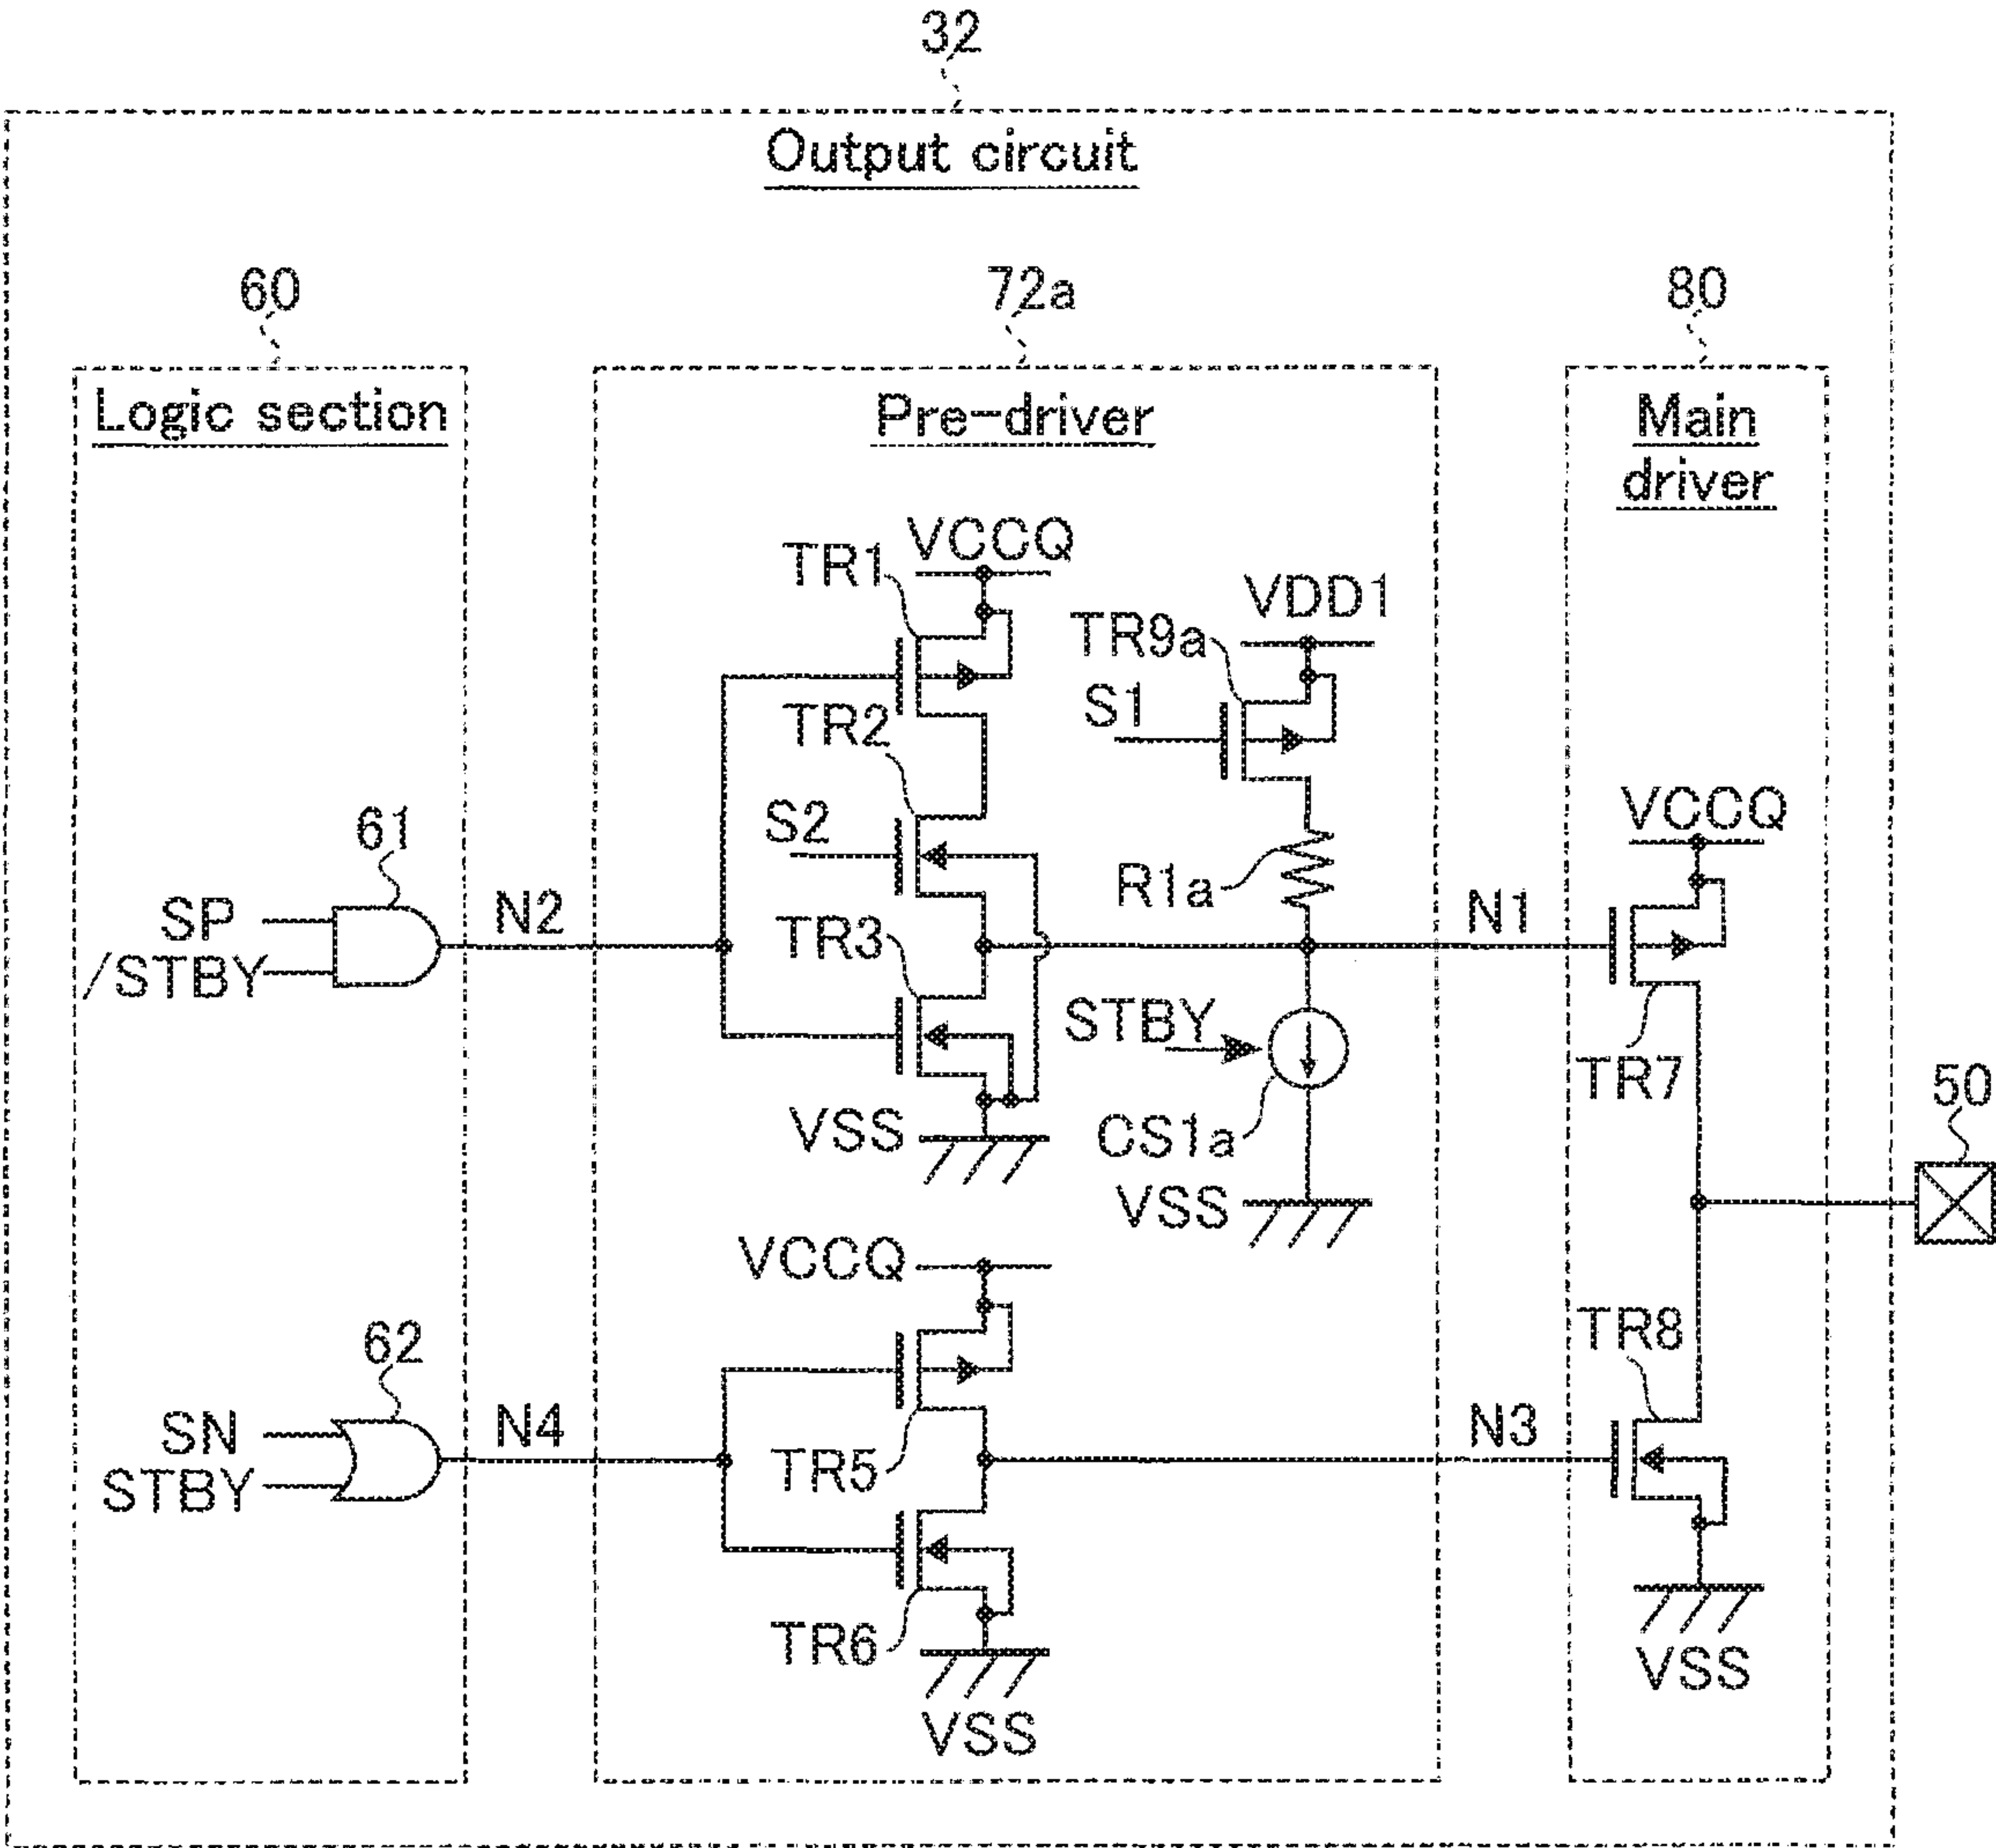 32
Output circuit
60
72a
80
Logic section
Pre-driver
Main
driver
VCCQ
TR1
VDD1
TR9a
S1
TR2
VCCQ
61
S2
R1a
SP
N2
TR3
N1
/STBY
STBY
TR7
50
VSS
CS1a
VSS
VCCQ
62
TR8
SN
N4
N3
STBY
TR5
TR6
VSS
VSS